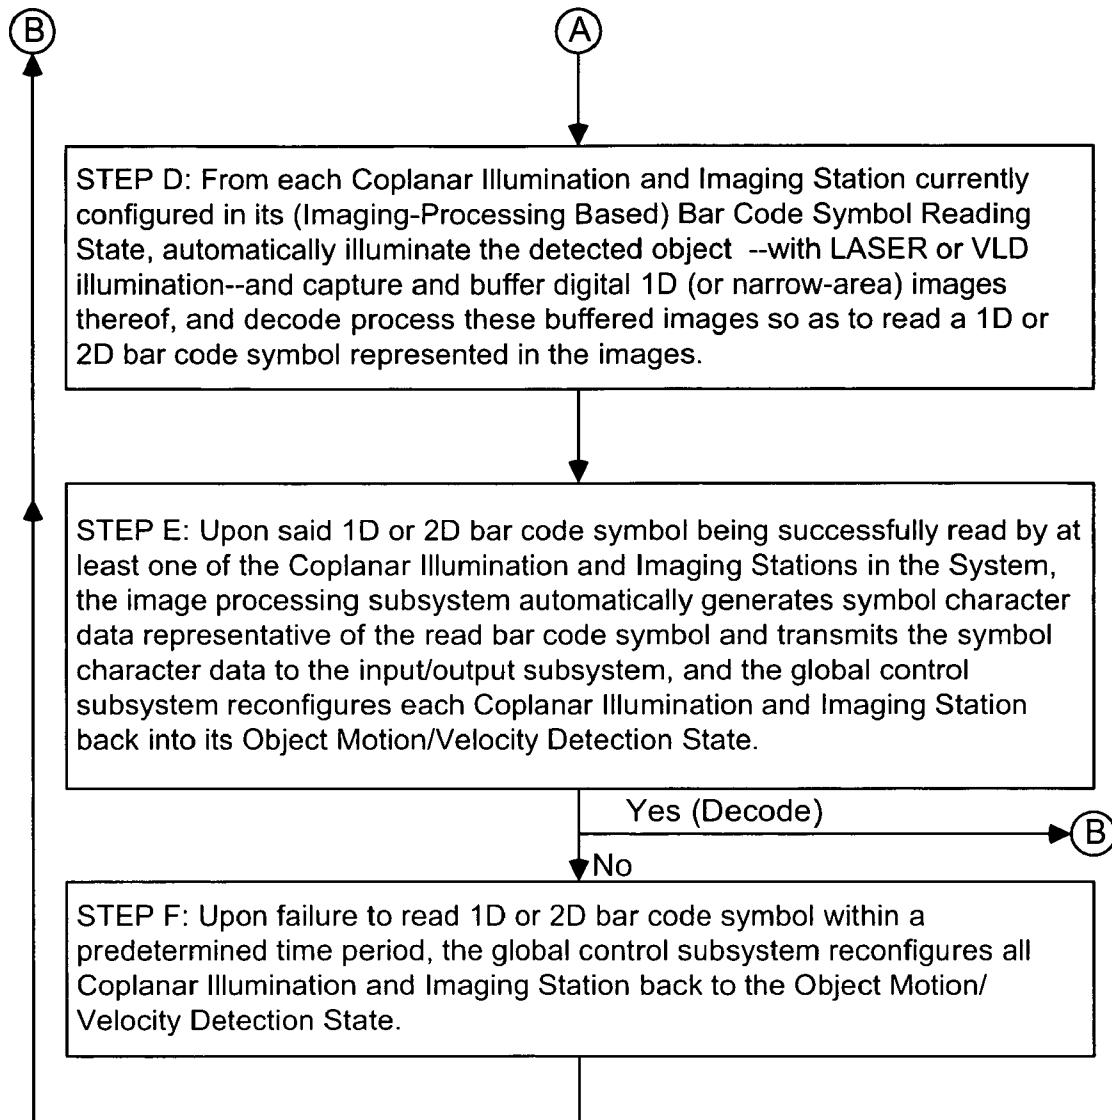 B
A
STEP D: From each Coplanar Illumination and Imaging Station currently
configured in its (Imaging-Processing Based) Bar Code Symbol Reading
State, automatically illuminate the detected object --with LASER or VLD
illumination--and capture and buffer digital 1D (or narrow-area) images
thereof, and decode process these buffered images so as to read a 1D or
2D bar code symbol represented in the images.
STEP E: Upon said 1D or 2D bar code symbol being successfully read by at
least one of the Coplanar Illumination and Imaging Stations in the System,
the image processing subsystem automatically generates symbol character
data representative of the read bar code symbol and transmits the symbol
character data to the input/output subsystem, and the global control
subsystem reconfigures each Coplanar Illumination and Imaging Station
back into its Object Motion/Velocity Detection State.
Yes (Decode)
B
No
STEP F: Upon failure to read 1D or 2D bar code symbol within a
predetermined time period, the global control subsystem reconfigures all
Coplanar Illumination and Imaging Station back to the Object Motion/
Velocity Detection State.